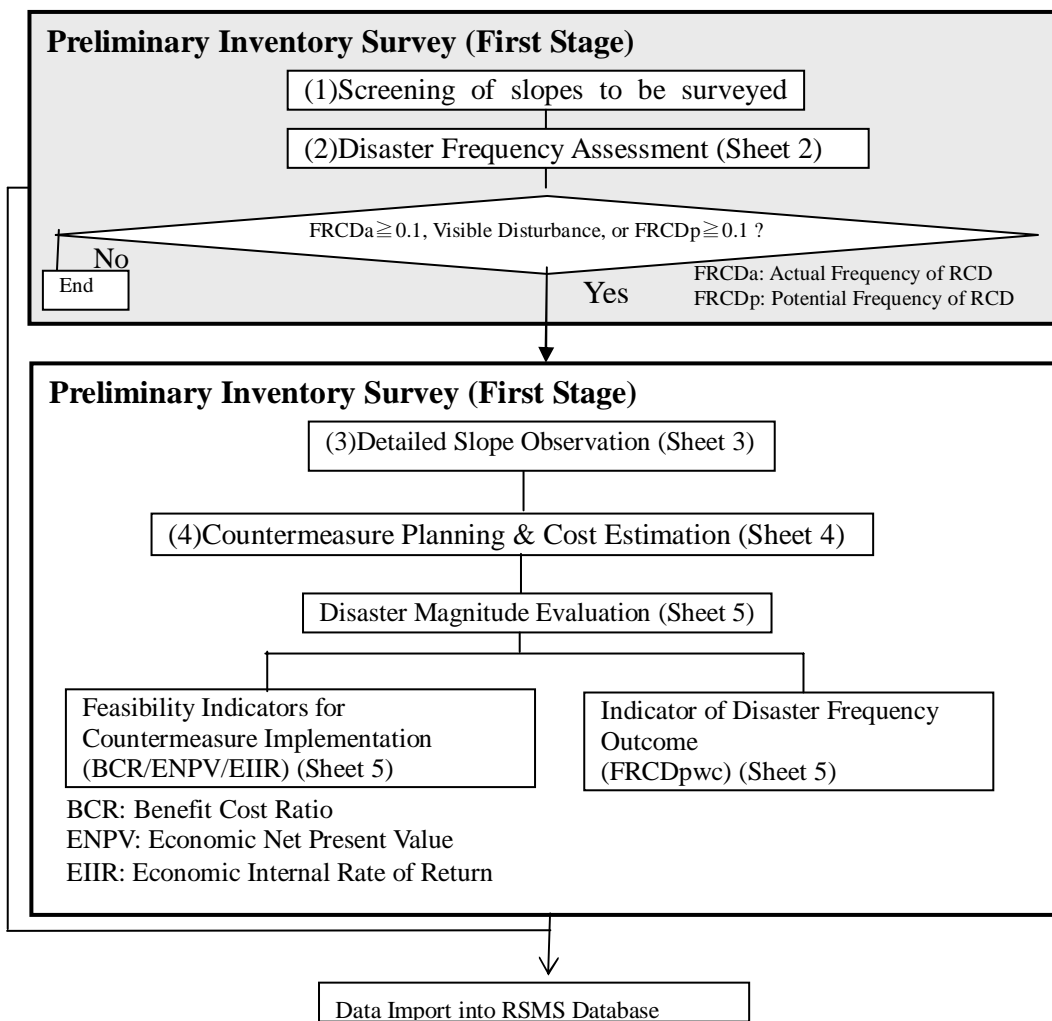 Preliminary Inventory Survey (First Stage)
(1)Screening of slopes to be surveyed
(2)Disaster Frequency Assessment (Sheet 2)
FRCDa≧0.1, Visible Disturbance, or FRCDp≧0.1 ?
No
End
Yes
FRCDa: Actual Frequency of RCD
FRCDp: Potential Frequency of RCD
Preliminary Inventory Survey (First Stage)
(3)Detailed Slope Observation (Sheet 3)
(4)Countermeasure Planning & Cost Estimation (Sheet 4)
Disaster Magnitude Evaluation (Sheet 5)
Feasibility Indicators for
Countermeasure Implementation
(BCR/ENPV/EIIR) (Sheet 5)
Indicator of Disaster Frequency
Outcome
(FRCDpwc) (Sheet 5)
BCR: Benefit Cost Ratio
ENPV: Economic Net Present Value
EIIR: Economic Internal Rate of Return
Data Import into RSMS Database